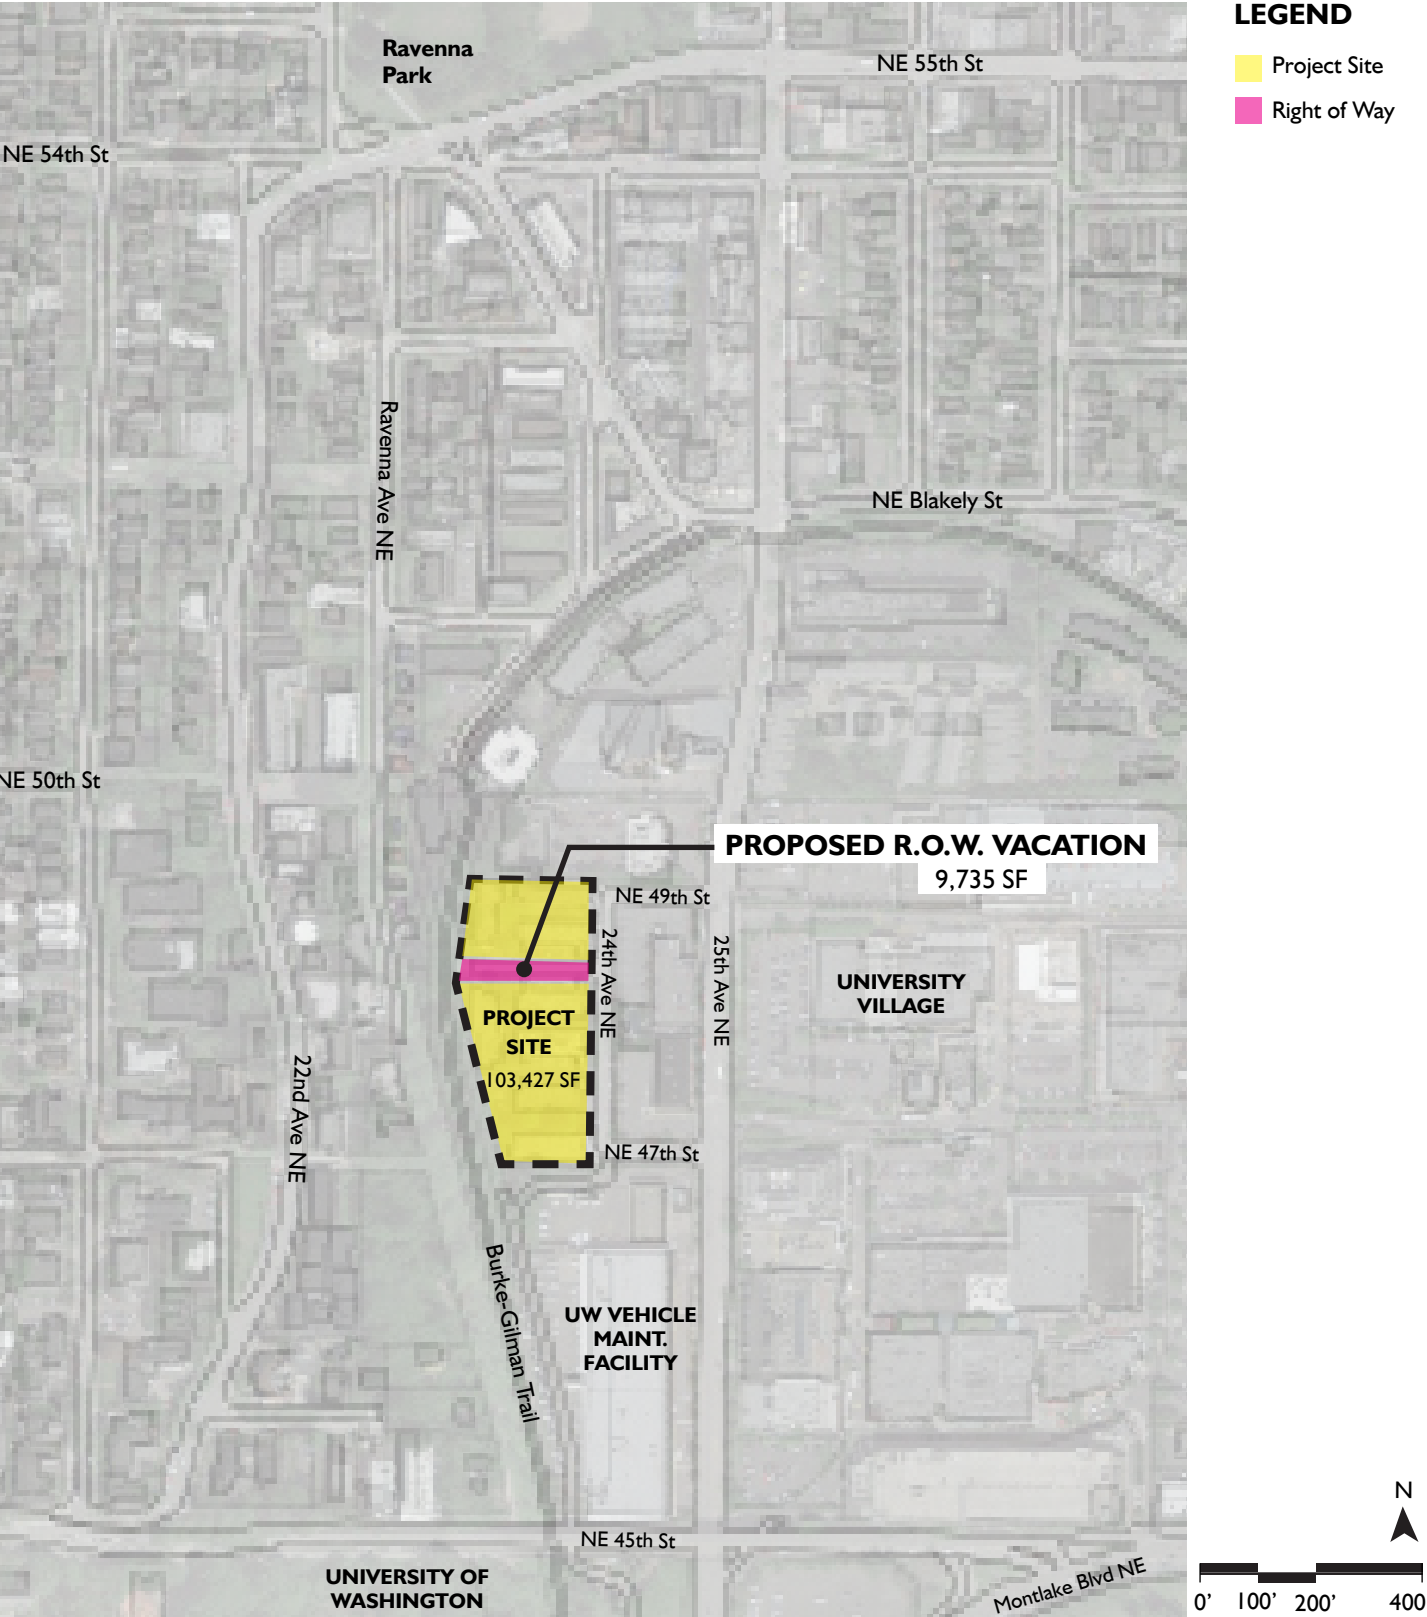 LEGEND
Project Site
Right of Way
Ravenna
Park
NE 55th St
NE 54th St
Ravenna Ave NE
NE Blakely St
NE 50th St
PROPOSED R.O.W. VACATION
9,735 SF
NE 49th St
24th Ave NE
25th Ave NE
UNIVERSITY
VILLAGE
PROJECT
SITE
103,427 SF
22nd Ave NE
NE 47th St
Burke-Gilman Trail
UW VEHICLE
MAINT.
FACILITY
NE 45th St
UNIVERSITY OF
WASHINGTON
Montlake Blvd NE
N
0' 100' 200' 400